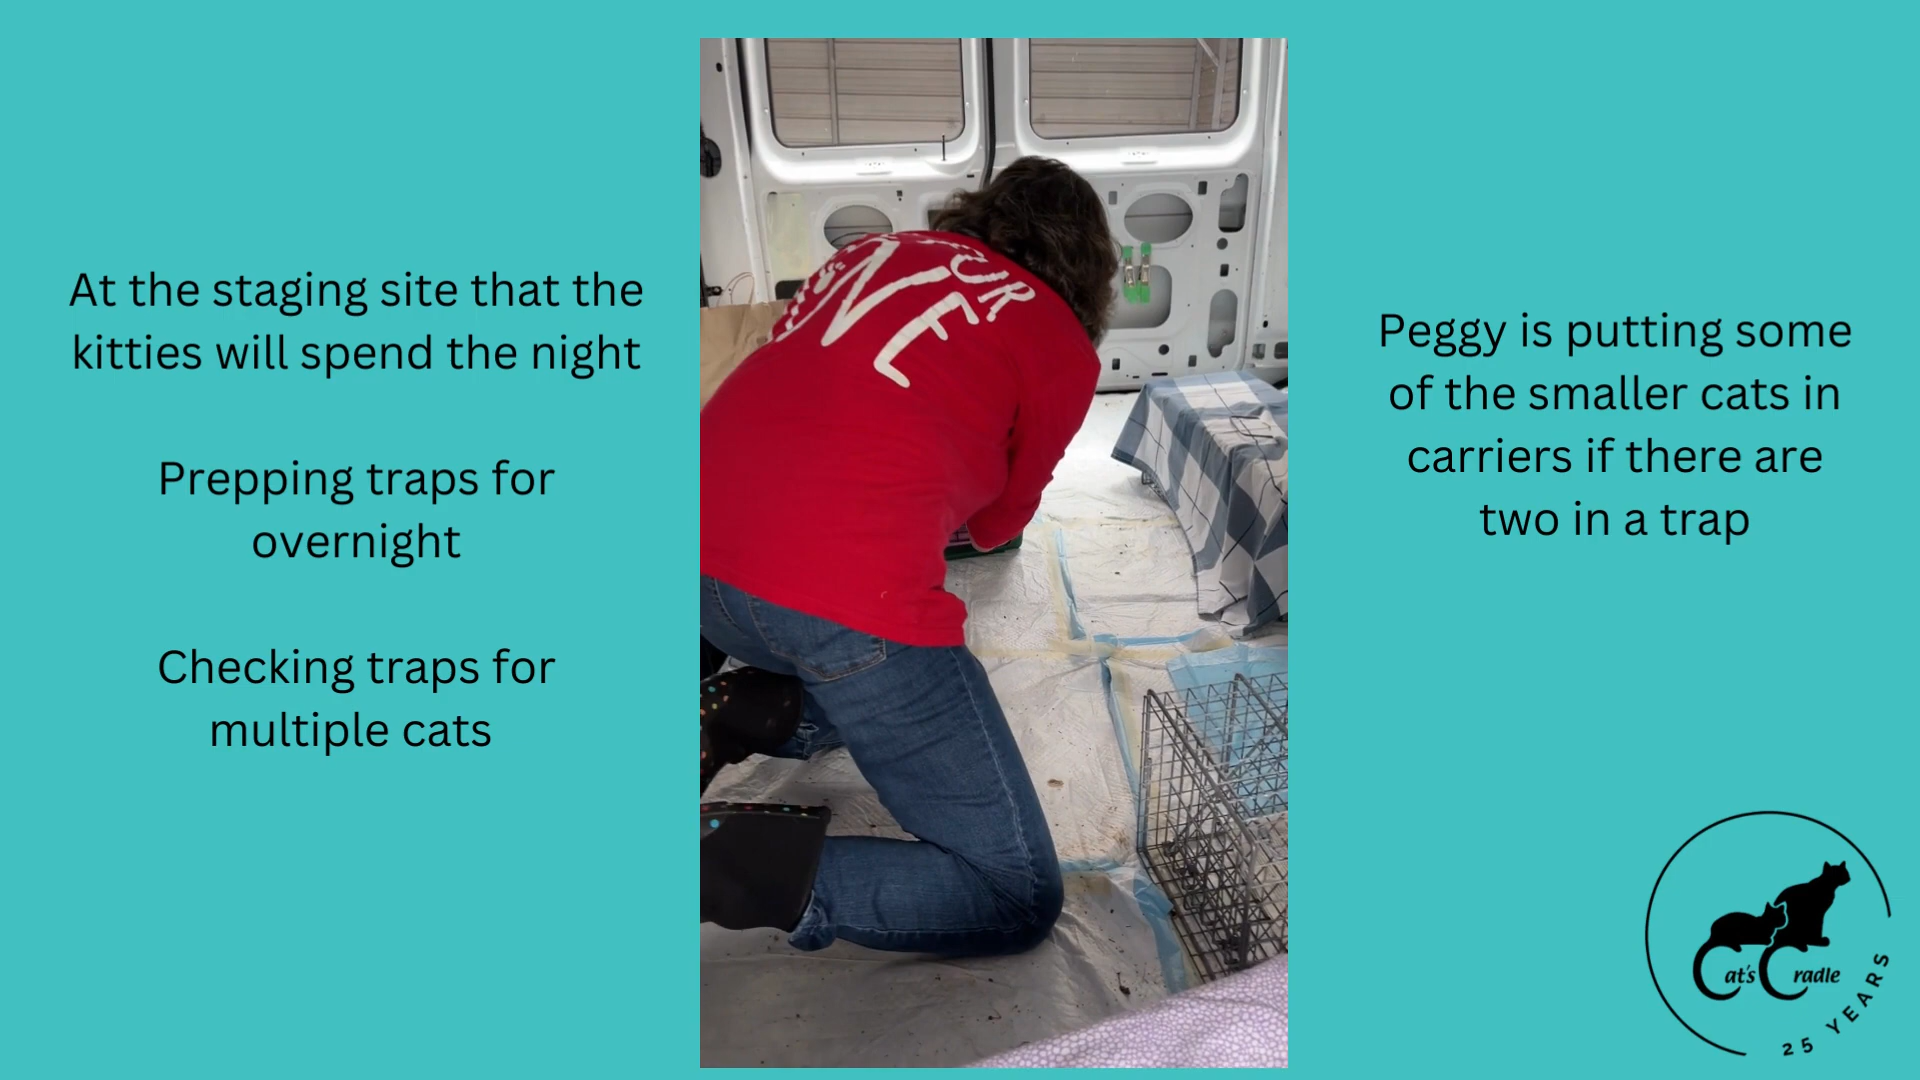 At the staging site that the
kitties will spend the night
Prepping traps for
overnight
Checking traps for
multiple cats
Peggy is putting some
of the smaller cats in
carriers if there are
two in a trap
Cat's Cradle
25 YEARS